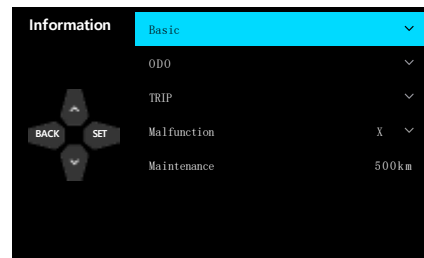 Information
Basic
ODO
TRIP
BACK SET
Malfunction X
Maintenance 500km